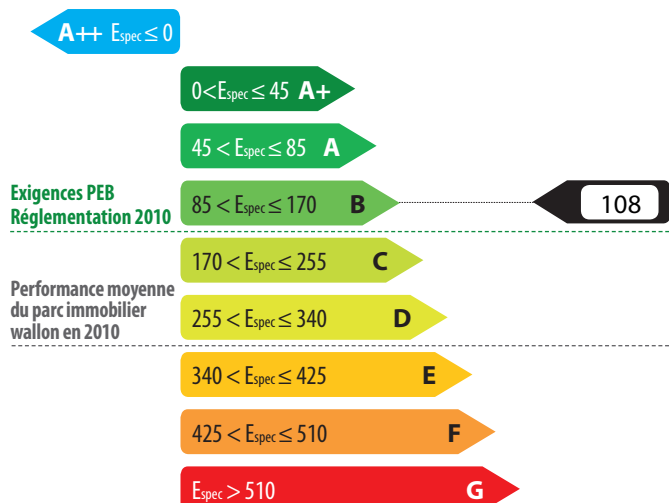 A++ Espec ≤ 0
0<Espec ≤ 45 A+
45 < Espec ≤ 85 A
Exigences PEB
Réglementation 2010
85 < Espec ≤ 170 B
108
170 < Espec ≤ 255 C
Performance moyenne
du parc immobilier
wallon en 2010
255 < Espec ≤ 340 D
340 < Espec ≤ 425 E
425 < Espec ≤ 510 F
Espec > 510 G